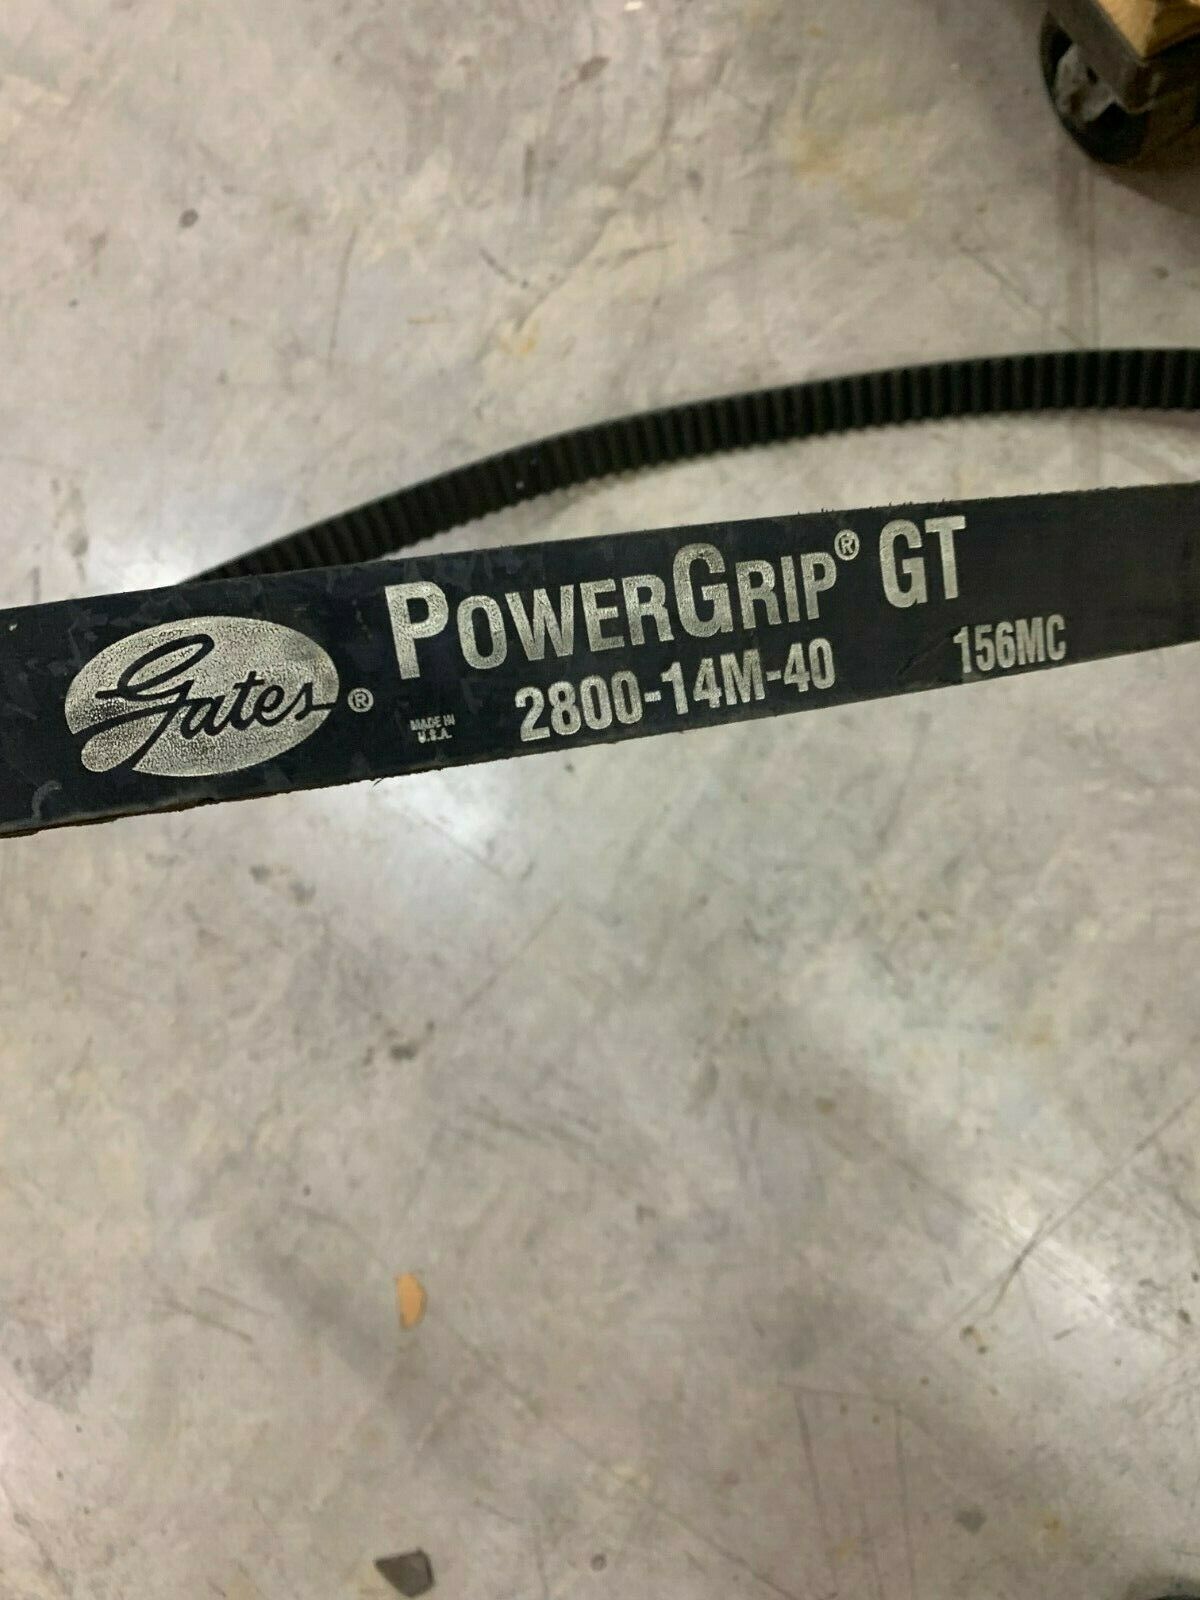 Gates®
POWERGRIP® GT
MADE IN
U.S.A.
2800-14M-40
156MC